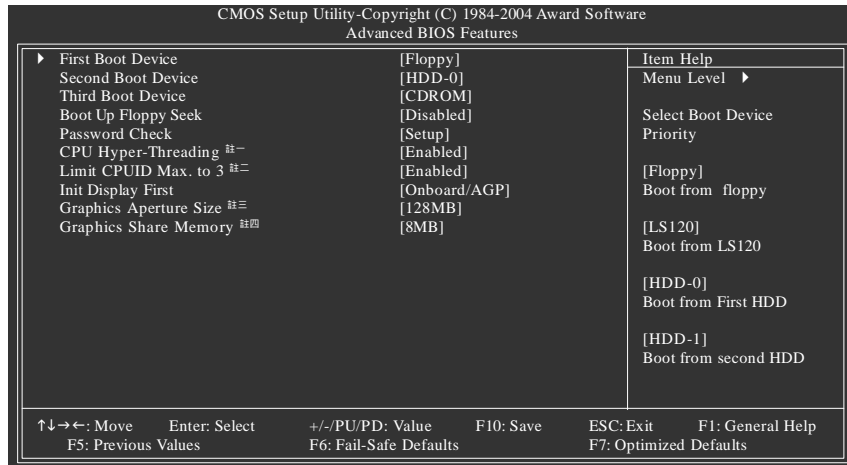 CMOS Setup Utility-Copyright (C) 1984-2004 Award Software
Advanced BIOS Features
▶ First Boot Device [Floppy]
Second Boot Device [HDD-0]
Third Boot Device [CDROM]
Boot Up Floppy Seek [Disabled]
Password Check [Setup]
CPU Hyper-Threading 註一 [Enabled]
Limit CPUID Max. to 3 註二 [Enabled]
Init Display First [Onboard/AGP]
Graphics Aperture Size 註三 [128MB]
Graphics Share Memory 註四 [8MB]
Item Help
Menu Level ▶
Select Boot Device
Priority
[Floppy]
Boot from floppy
[LS120]
Boot from LS120
[HDD-0]
Boot from First HDD
[HDD-1]
Boot from second HDD
↑↓→←: Move Enter: Select +/-/PU/PD: Value F10: Save ESC: Exit F1: General Help
F5: Previous Values F6: Fail-Safe Defaults F7: Optimized Defaults